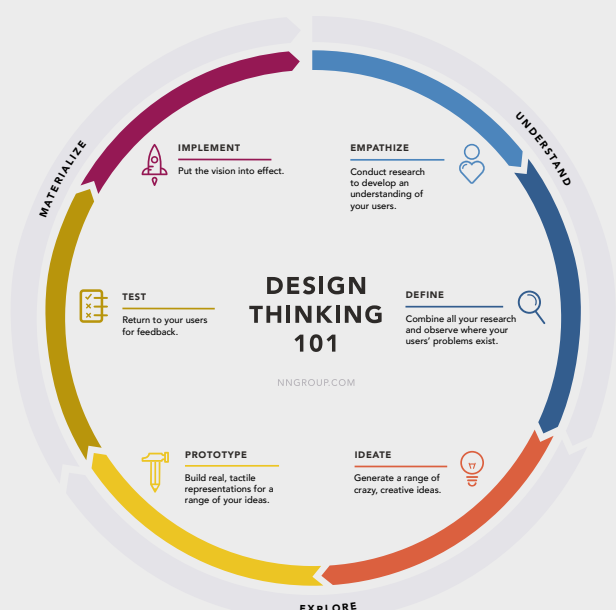 UNDERSTAND
MATERIALIZE
IMPLEMENT
Put the vision into effect.
EMPATHIZE
Conduct research
to develop an
understanding of
your users.
TEST
Return to your users
for feedback.
DESIGN
THINKING
101
NNGROUP.COM
DEFINE
Combine all your research
and observe where your
users' problems exist.
PROTOTYPE
Build real, tactile
representations for a
range of your ideas.
IDEATE
Generate a range of
crazy, creative ideas.
EXPLORE